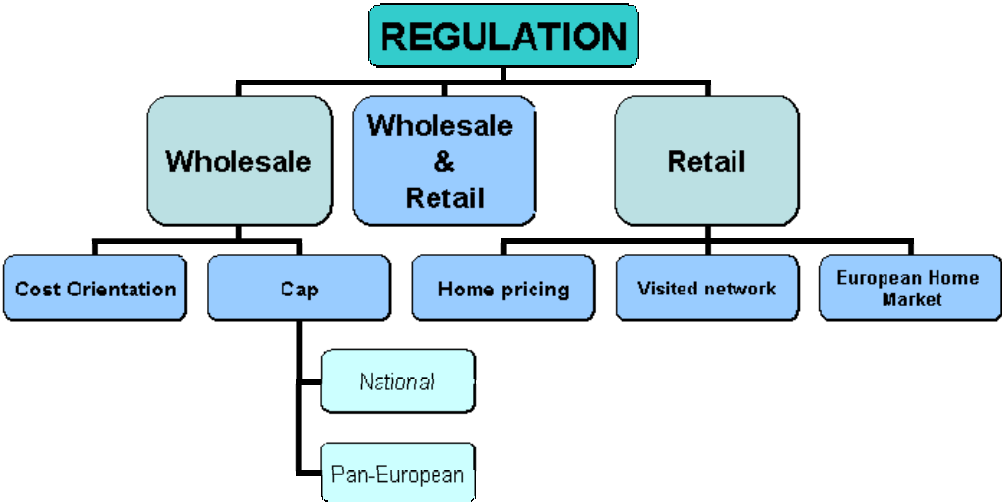 REGULATION
Wholesale
Wholesale
&
Retail
Retail
Cost Orientation
Cap
Home pricing
Visited network
European Home
Market
National
Pan-European